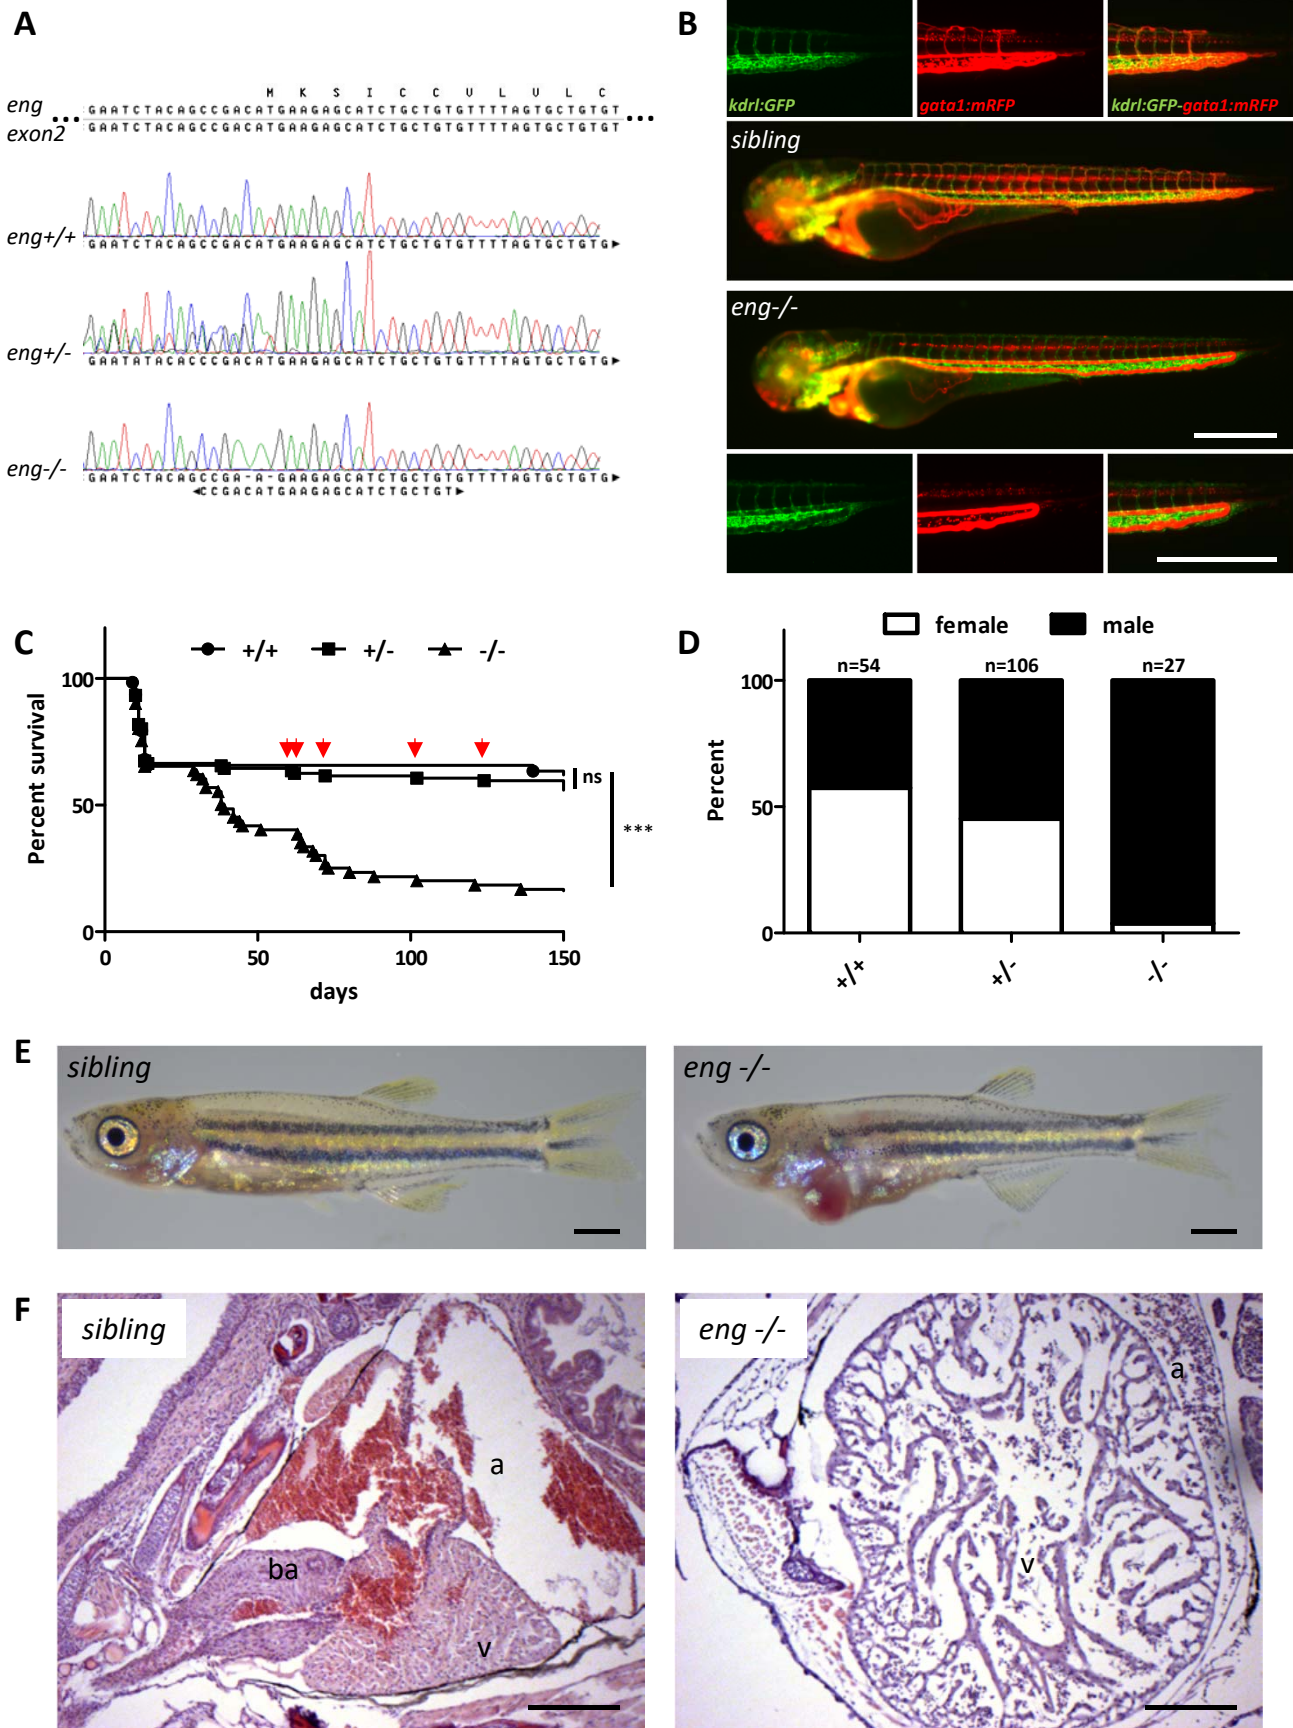 A
M K S I C C V L V L C
eng
GAATCTACAGCCGACATGAAGAGCATCTGCTGTGTTTTAGTGCTGTGT
...
...
exon2
GAATCTACAGCCGACATGAAGAGCATCTGCTGTGTTTTAGTGCTGTGT
eng+/+
GAATCTACAGCCGACATGAAGAGCATCTGCTGTGTTTTAGTGCTGTG
eng+/-
GAATATACACCCGACATGAAGAGCATCTGCTGTGTTTTAGTGCTGTG
eng-/-
GAATCTACAGCCGA-A-GAAGAGCATCTGCTGTGTTTTAGTGCTGTG
CCGACATGAAGAGCATCTGCTGT
B
kdrl:GFP
gata1:mRFP
kdrl:GFP-gata1:mRFP
sibling
eng-/-
C
+/+
+/-
-/-
Percent survival
100
50
0
0
50
100
150
days
ns
***
D
female
male
n=54
n=106
n=27
Percent
100
50
0
+/+
+/-
-/-
E
sibling
eng -/-
F
sibling
a
ba
v
eng -/-
a
v